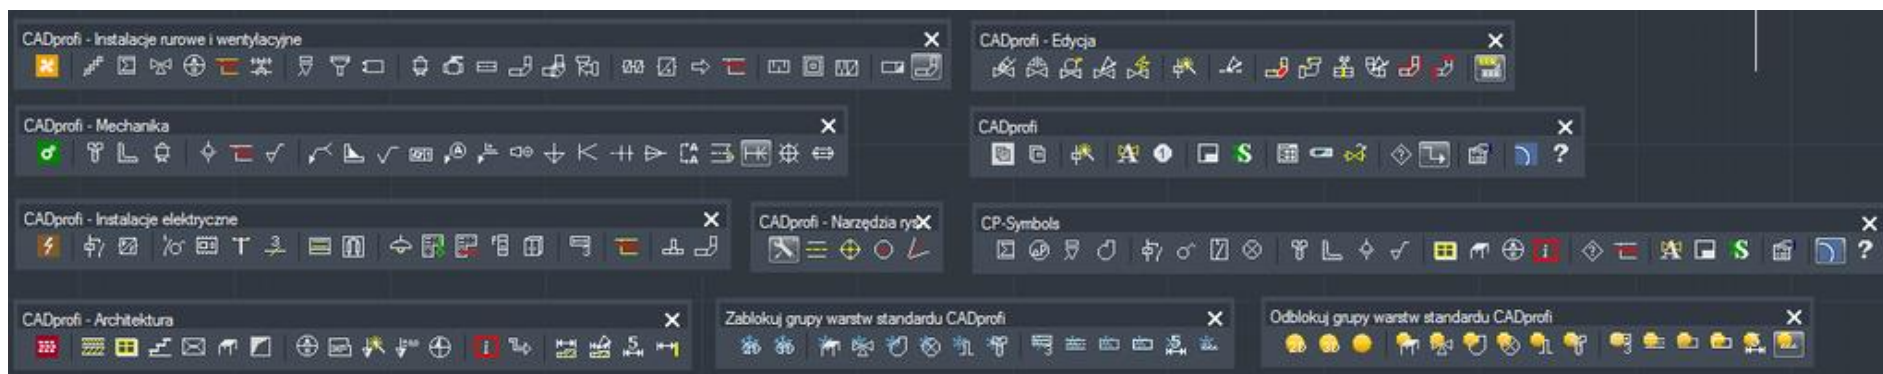 CADprofi - Instalacje rurowe i wentylacyjne
CADprofi - Edycja
CADprofi - Mechanika
CADprofi
CADprofi - Instalacje elektryczne
CADprofi - Narzędzia rys
CP-Symbols
CADprofi - Architektura
Zablokuj grupy warstw standardu CADprofi
Odblokuj grupy warstw standardu CADprofi